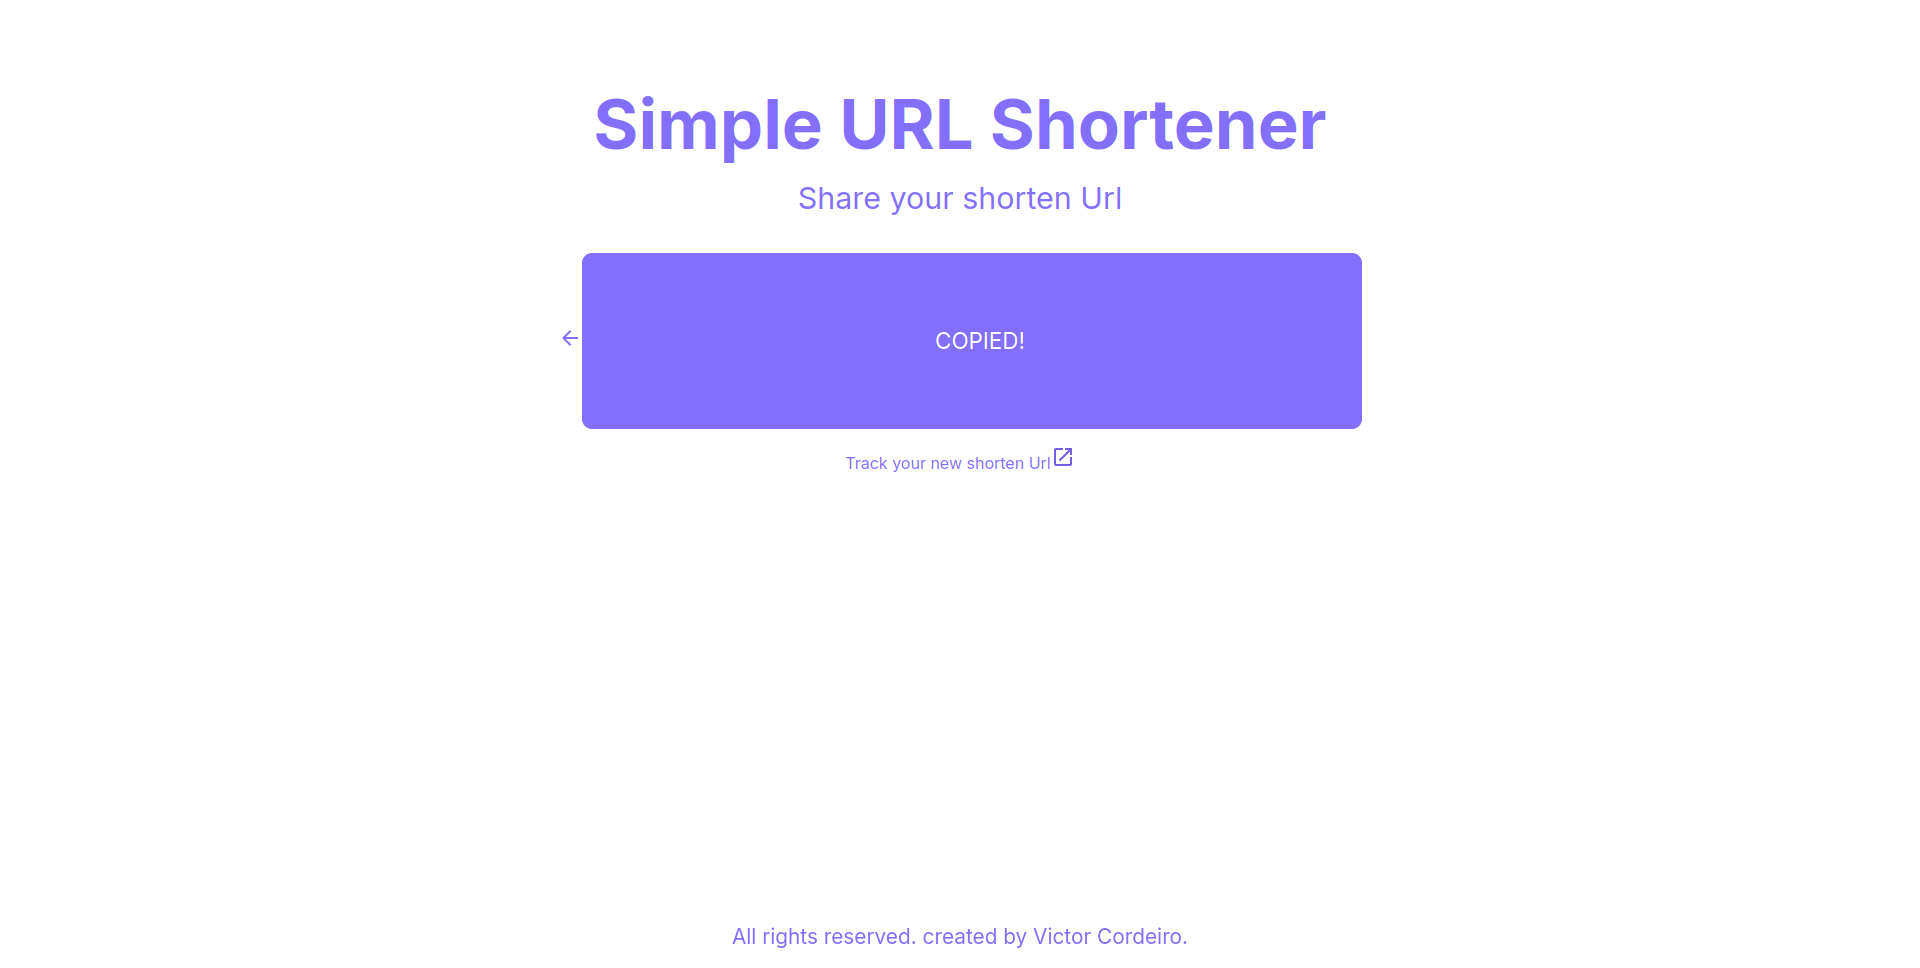 Simple URL Shortener
Share your shorten Url
COPIED!
Track your new shorten Url
All rights reserved. created by Victor Cordeiro.